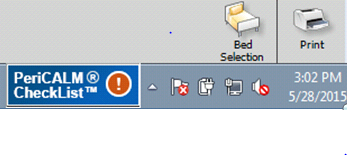 Bed
Selection
Print
PeriCALM ®
CheckList™
3:02 PM
5/28/2015